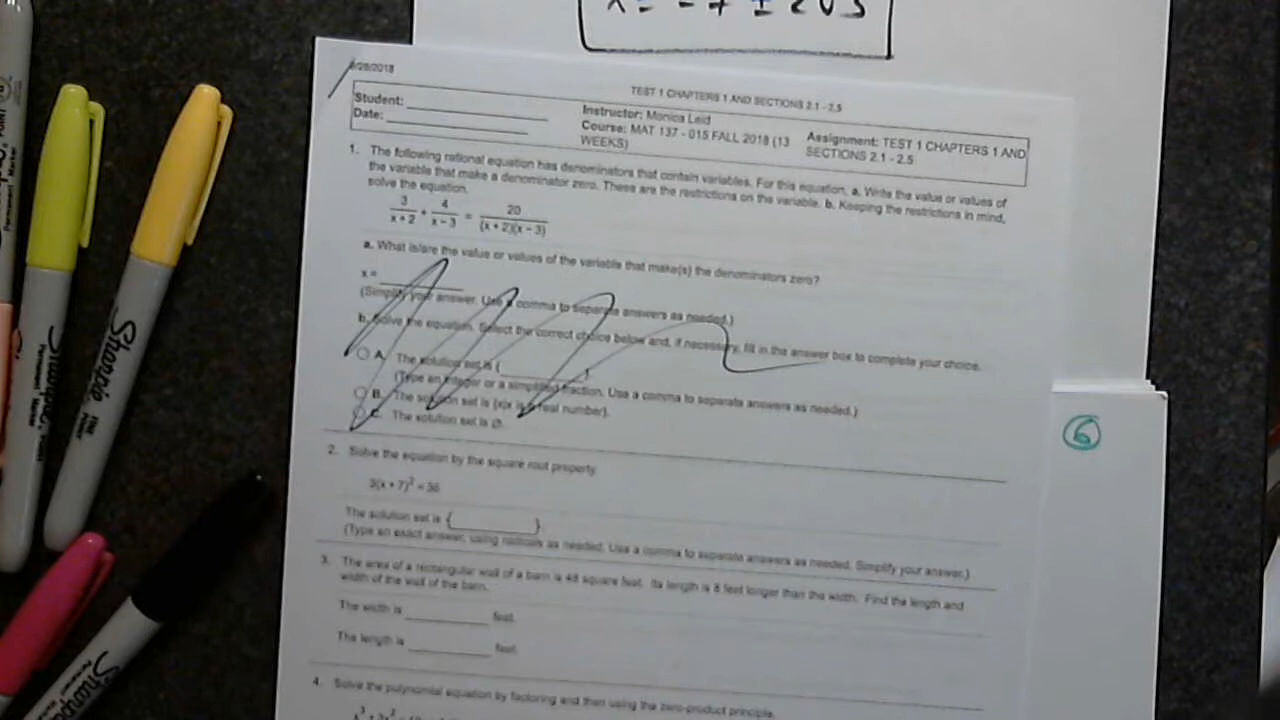 x = -7 ± 2√3
TEST 1 CHAPTERS 1 AND SECTIONS 2.1 - 2.5
Student:
Date:
Instructor: Monica Leid
Course: MAT 137 - 015 FALL 2018 (13
WEEKS)
Assignment: TEST 1 CHAPTERS 1 AND
SECTIONS 2.1 - 2.5
1. The following rational equation has denominators that contain variables. For this equation, a. Write the value or values of
the variable that make a denominator zero. These are the restrictions on the variable. b. Keeping the restrictions in mind,
solve the equation.
3/(x + 2) + 4/(x - 3) = 20/((x + 2)(x - 3))
a. What is/are the value or values of the variable that make(s) the denominators zero?
x =
(Simplify your answer. Use a comma to separate answers as needed.)
b. Solve the equation. Select the correct choice below and, if necessary, fill in the answer box to complete your choice.
A. The solution set is { }.
(Type an integer or a simplified fraction. Use a comma to separate answers as needed.)
B. The solution set is {x|x is a real number}.
C. The solution set is ∅.
6
2. Solve the equation by the square root property.
3(x + 7)² = 36
The solution set is { }.
(Type an exact answer, using radicals as needed. Use a comma to separate answers as needed. Simplify your answer.)
3. The area of a rectangular wall of a barn is 48 square feet. Its length is 8 feet longer than the width. Find the length and
width of the wall of the barn.
The width is feet.
The length is feet.
4. Solve the polynomial equation by factoring and then using the zero-product principle.
Sharpie
FINE POINT
Permanent Marker
Sharpie
Permanent Marker
Sharpie
Permanent